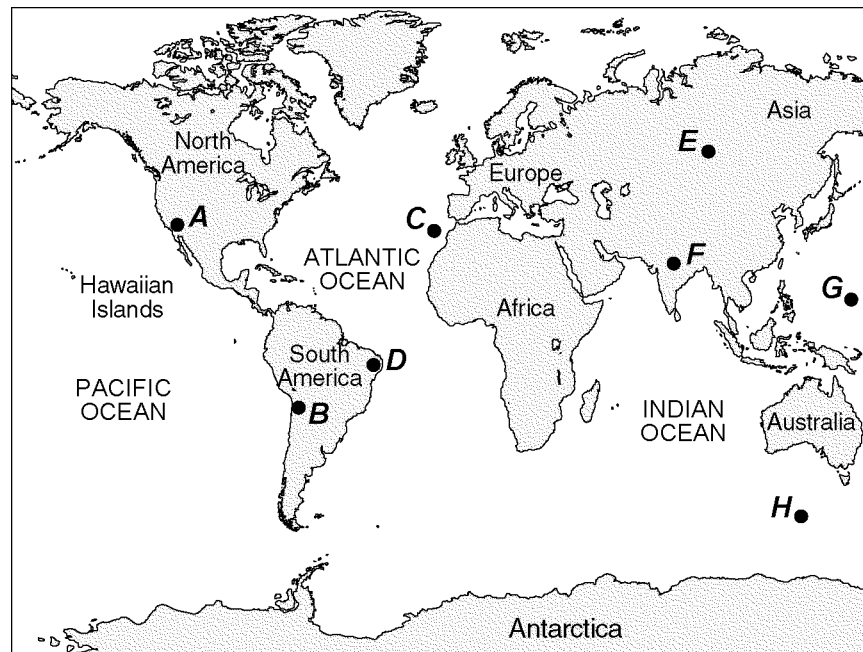 Asia
E
North
America
Europe
A
C
ATLANTIC
OCEAN
F
Hawaiian
Islands
Africa
G
South
America
D
PACIFIC
OCEAN
B
INDIAN
OCEAN
Australia
H
Antarctica